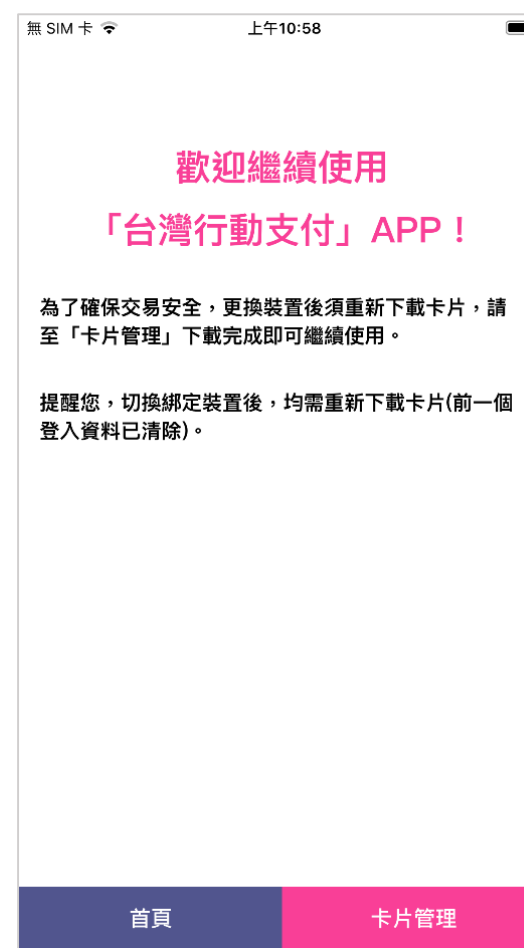 無 SIM 卡 上午10:58
歡迎繼續使用
「台灣行動支付」APP！
為了確保交易安全，更換裝置後須重新下載卡片，請
至「卡片管理」下載完成即可繼續使用。
提醒您，切換綁定裝置後，均需重新下載卡片(前一個
登入資料已清除)。
首頁 卡片管理